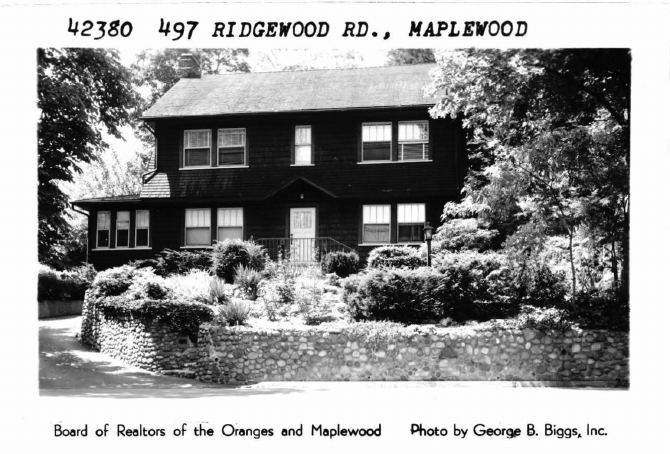 42380 497 RIDGEWOOD RD., MAPLEWOOD
Board of Realtors of the Oranges and Maplewood Photo by George B. Biggs, Inc.